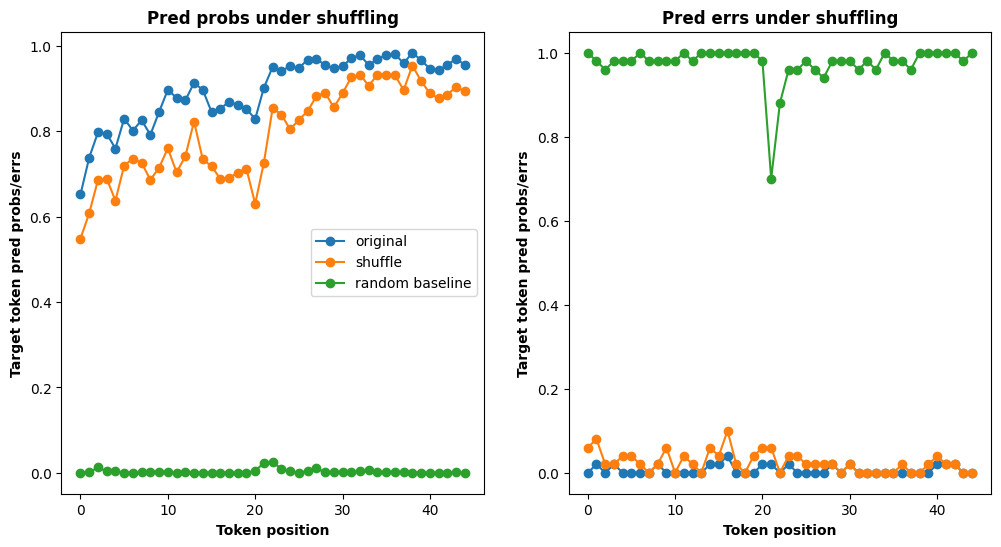 Pred probs under shuffling
Target token pred probs/errs
1.0
0.8
0.6
0.4
0.2
0.0
original
shuffle
random baseline
0
10
20
30
40
Token position
Pred errs under shuffling
Target token pred probs/errs
1.0
0.8
0.6
0.4
0.2
0.0
0
10
20
30
40
Token position